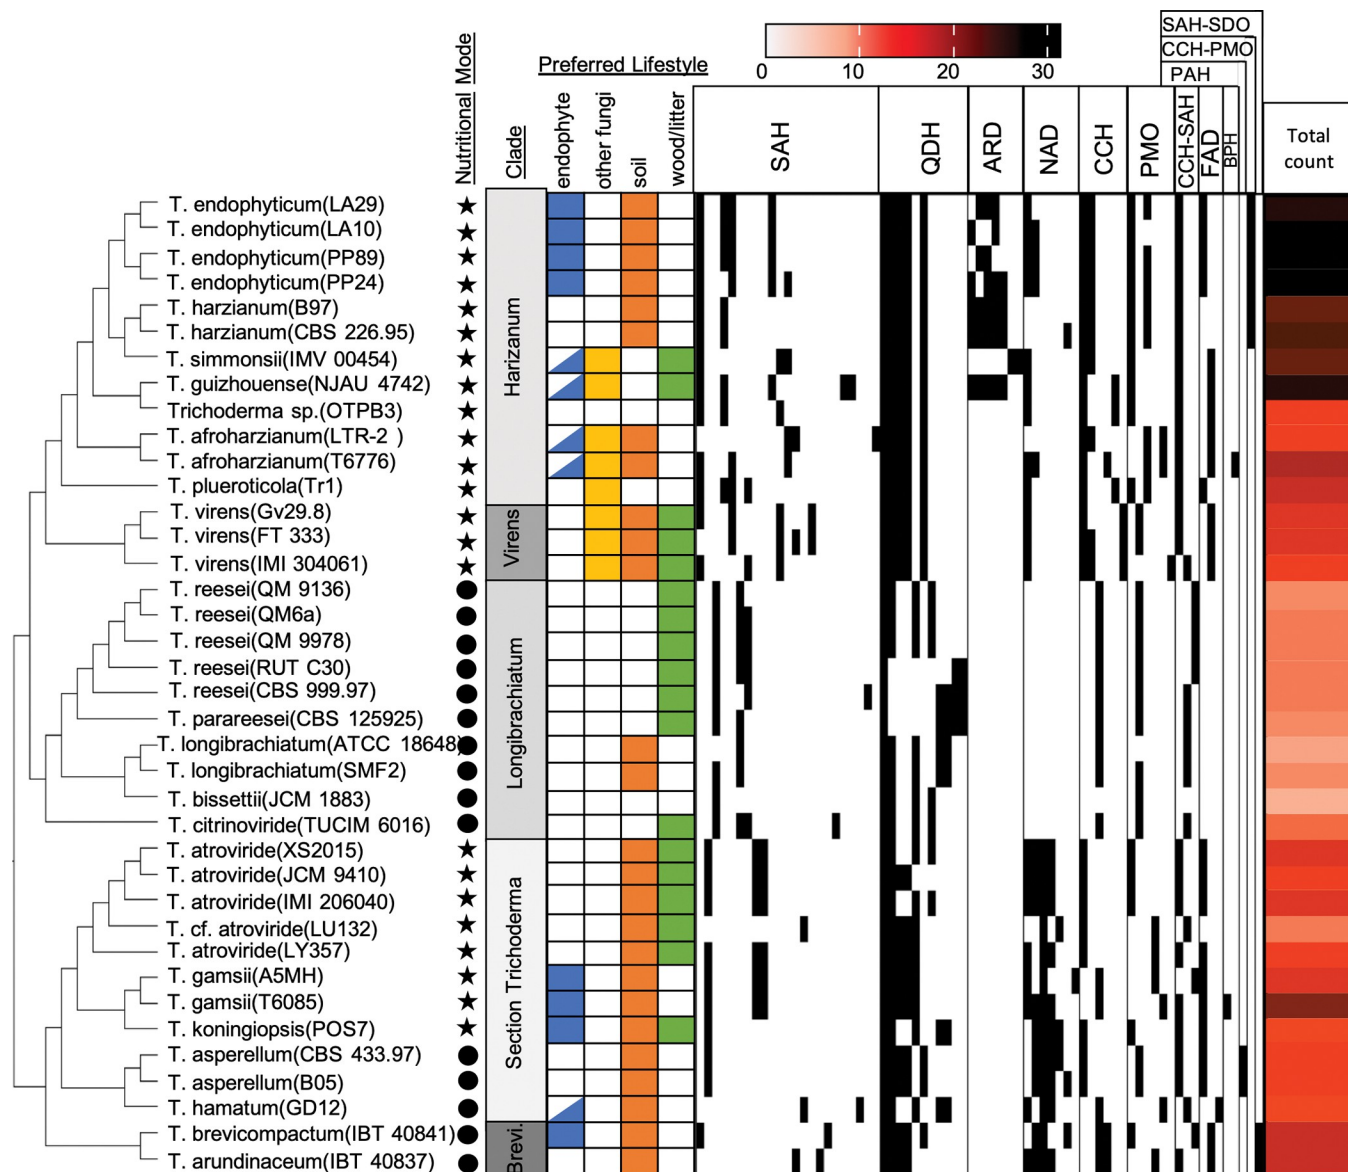 SAH-SDO
CCH-PMO
PAH
0 10 20 30
Nutritional Mode
Clade
Preferred Lifestyle
endophyte
other fungi
soil
wood/litter
SAH
QDH
ARD
NAD
CCH
PMO
CCH-SAH
FAD
BPH
Total
count
T. endophyticum(LA29)
T. endophyticum(LA10)
T. endophyticum(PP89)
T. endophyticum(PP24)
T. harzianum(B97)
T. harzianum(CBS 226.95)
T. simmonsii(IMV 00454)
T. guizhouense(NJAU 4742)
Trichoderma sp.(OTPB3)
T. afroharzianum(LTR-2 )
T. afroharzianum(T6776)
T. plueroticola(Tr1)
T. virens(Gv29.8)
T. virens(FT 333)
T. virens(IMI 304061)
T. reesei(QM 9136)
T. reesei(QM6a)
T. reesei(QM 9978)
T. reesei(RUT C30)
T. reesei(CBS 999.97)
T. parareesei(CBS 125925)
T. longibrachiatum(ATCC 18648)
T. longibrachiatum(SMF2)
T. bissettii(JCM 1883)
T. citrinoviride(TUCIM 6016)
T. atroviride(XS2015)
T. atroviride(JCM 9410)
T. atroviride(IMI 206040)
T. cf. atroviride(LU132)
T. atroviride(LY357)
T. gamsii(A5MH)
T. gamsii(T6085)
T. koningiopsis(POS7)
T. asperellum(CBS 433.97)
T. asperellum(B05)
T. hamatum(GD12)
T. brevicompactum(IBT 40841)
T. arundinaceum(IBT 40837)
Harizanum
Virens
Longibrachiatum
Section Trichoderma
Brevi.